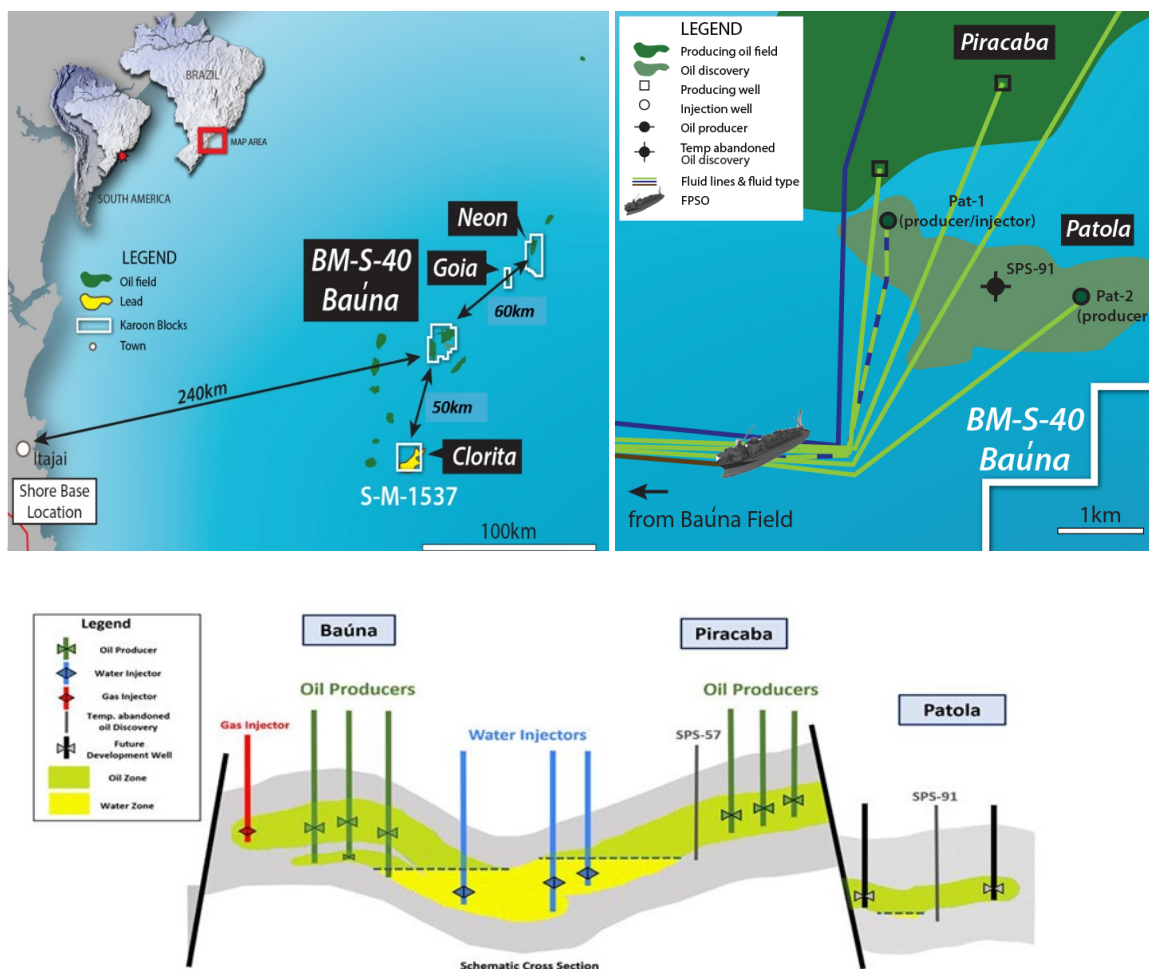 BRAZIL
MAP AREA
SOUTH AMERICA
LEGEND
Oil field
Lead
Karoon Blocks
Town
Neon
BM-S-40
Baúna
Goia
60km
240km
50km
Itajai
Clorita
S-M-1537
Shore Base
Location
100km
LEGEND
Producing oil field
Oil discovery
Producing well
Injection well
Oil producer
Temp abandoned
Oil discovery
Fluid lines & fluid type
FPSO
Piracaba
Pat-1
(producer/injector)
Patola
SPS-91
Pat-2
(producer
BM-S-40
Baúna
from Baúna Field
1km
Legend
Oil Producer
Water Injector
Gas Injector
Temp. abandoned
oil Discovery
Future
Development Well
Oil Zone
Water Zone
Baúna
Piracaba
Oil Producers
Oil Producers
Patola
Gas Injector
Water Injectors
SPS-57
SPS-91
Schematic Cross Section